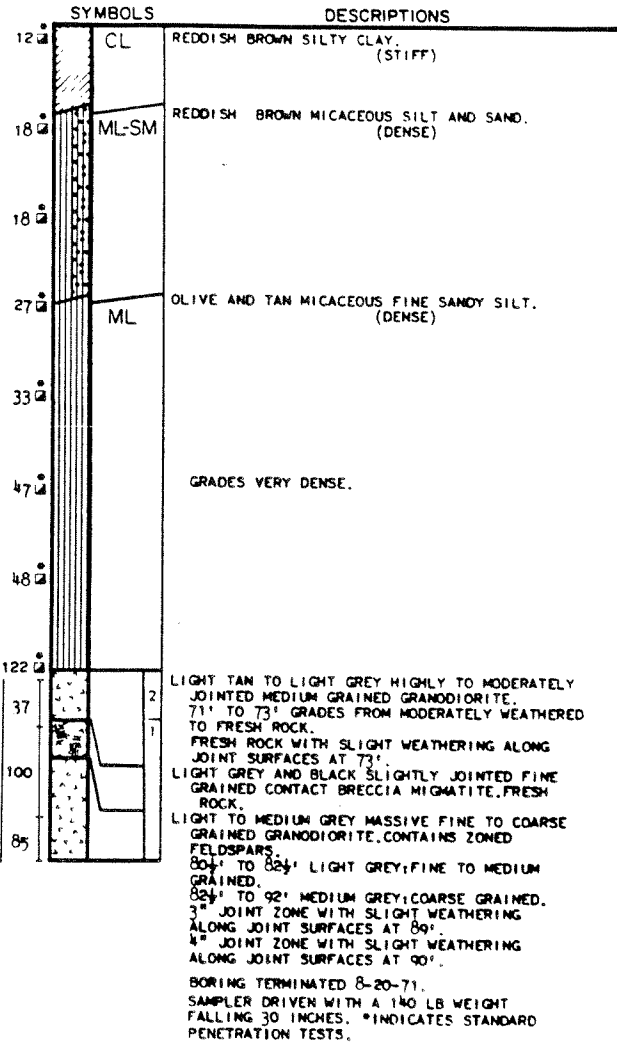 SYMBOLS DESCRIPTIONS
12 CL REDDISH BROWN SILTY CLAY.
(STIFF)
18 ML-SM REDDISH BROWN MICACEOUS SILT AND SAND.
(DENSE)
18
27 ML OLIVE AND TAN MICACEOUS FINE SANDY SILT.
(DENSE)
33
47 GRADES VERY DENSE.
48
122
LIGHT TAN TO LIGHT GREY HIGHLY TO MODERATELY
37 2 JOINTED MEDIUM GRAINED GRANODIORITE.
71' TO 73' GRADES FROM MODERATELY WEATHERED
1 TO FRESH ROCK.
FRESH ROCK WITH SLIGHT WEATHERING ALONG
JOINT SURFACES AT 73'.
100 LIGHT GREY AND BLACK SLIGHTLY JOINTED FINE
GRAINED CONTACT BRECCIA MIGMATITE.FRESH
ROCK.
LIGHT TO MEDIUM GREY MASSIVE FINE TO COARSE
85 GRAINED GRANODIORITE.CONTAINS ZONED
FELDSPARS.
80½' TO 82½' LIGHT GREY;FINE TO MEDIUM
GRAINED.
82½' TO 92' MEDIUM GREY;COARSE GRAINED.
3" JOINT ZONE WITH SLIGHT WEATHERING
ALONG JOINT SURFACES AT 89'.
4" JOINT ZONE WITH SLIGHT WEATHERING
ALONG JOINT SURFACES AT 90'.
BORING TERMINATED 8-20-71.
SAMPLER DRIVEN WITH A 140 LB WEIGHT
FALLING 30 INCHES. *INDICATES STANDARD
PENETRATION TESTS.